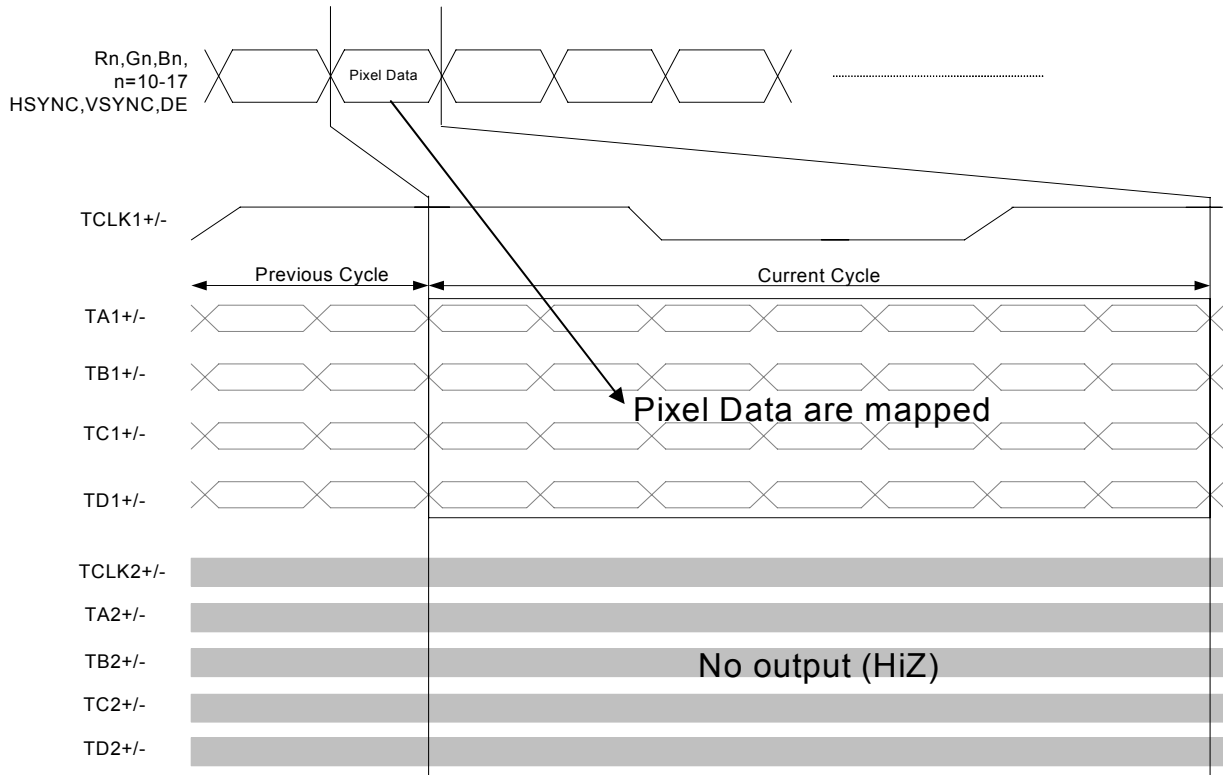 Rn,Gn,Bn,
n=10-17
HSYNC,VSYNC,DE
Pixel Data
TCLK1+/-
Previous Cycle
Current Cycle
TA1+/-
TB1+/-
Pixel Data are mapped
TC1+/-
TD1+/-
TCLK2+/-
TA2+/-
TB2+/-
No output (HiZ)
TC2+/-
TD2+/-